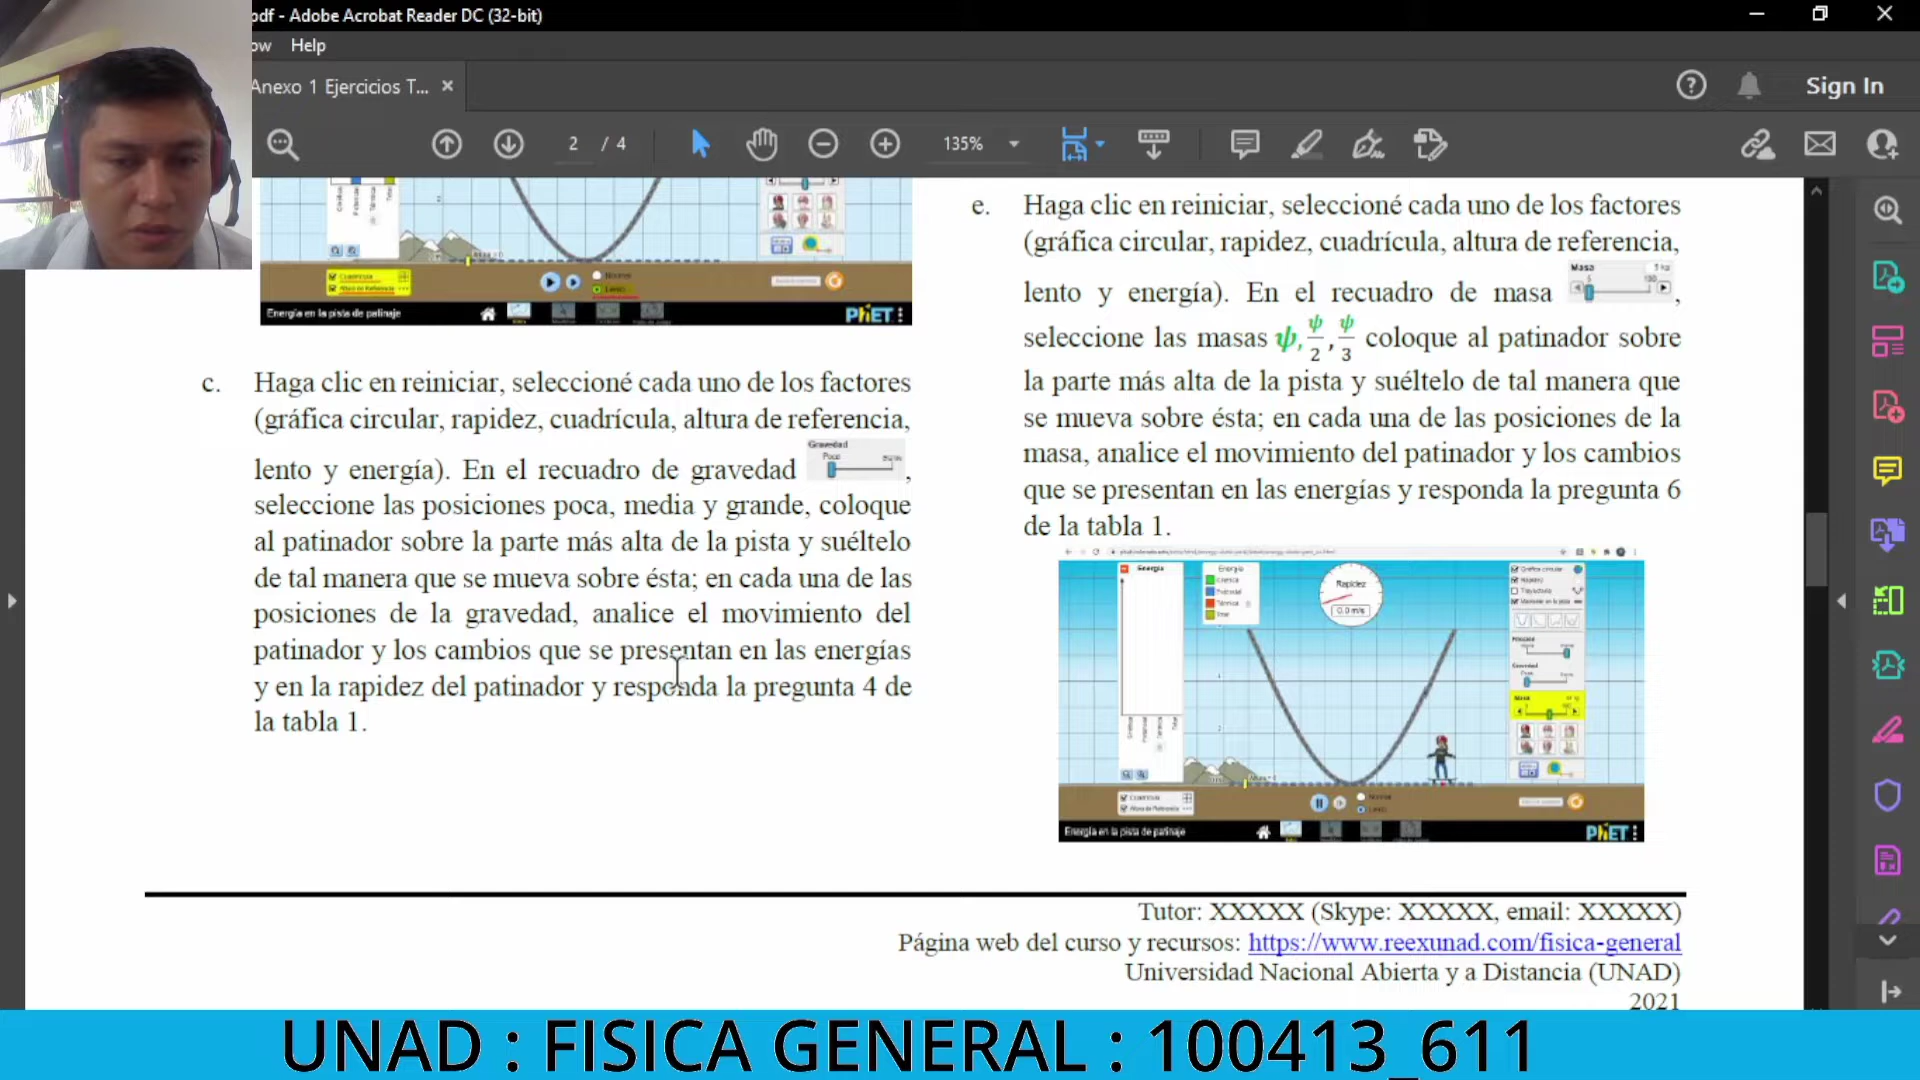 pdf - Adobe Acrobat Reader DC (32-bit)
ow Help
Anexo 1 Ejercicios T...
Sign In
2 / 4
135%
Energía en la pista de patinaje
PhET
c. Haga clic en reiniciar, seleccioné cada uno de los factores
(gráfica circular, rapidez, cuadrícula, altura de referencia,
Gravedad
lento y energía). En el recuadro de gravedad ,
seleccione las posiciones poca, media y grande, coloque
al patinador sobre la parte más alta de la pista y suéltelo
de tal manera que se mueva sobre ésta; en cada una de las
posiciones de la gravedad, analice el movimiento del
patinador y los cambios que se presentan en las energías
y en la rapidez del patinador y responda la pregunta 4 de
la tabla 1.
e. Haga clic en reiniciar, seleccioné cada uno de los factores
(gráfica circular, rapidez, cuadrícula, altura de referencia,
Masa 5 kg
lento y energía). En el recuadro de masa ,
seleccione las masas ψ, ψ/2, ψ/3 coloque al patinador sobre
la parte más alta de la pista y suéltelo de tal manera que
se mueva sobre ésta; en cada una de las posiciones de la
masa, analice el movimiento del patinador y los cambios
que se presentan en las energías y responda la pregunta 6
de la tabla 1.
Energía
Energía
Rapidez
0.0 m/s
Masa
Energía en la pista de patinaje
PhET
Tutor: XXXXX (Skype: XXXXX, email: XXXXX)
Página web del curso y recursos: https://www.reexunad.com/fisica-general
Universidad Nacional Abierta y a Distancia (UNAD)
2021
UNAD : FISICA GENERAL : 100413_611